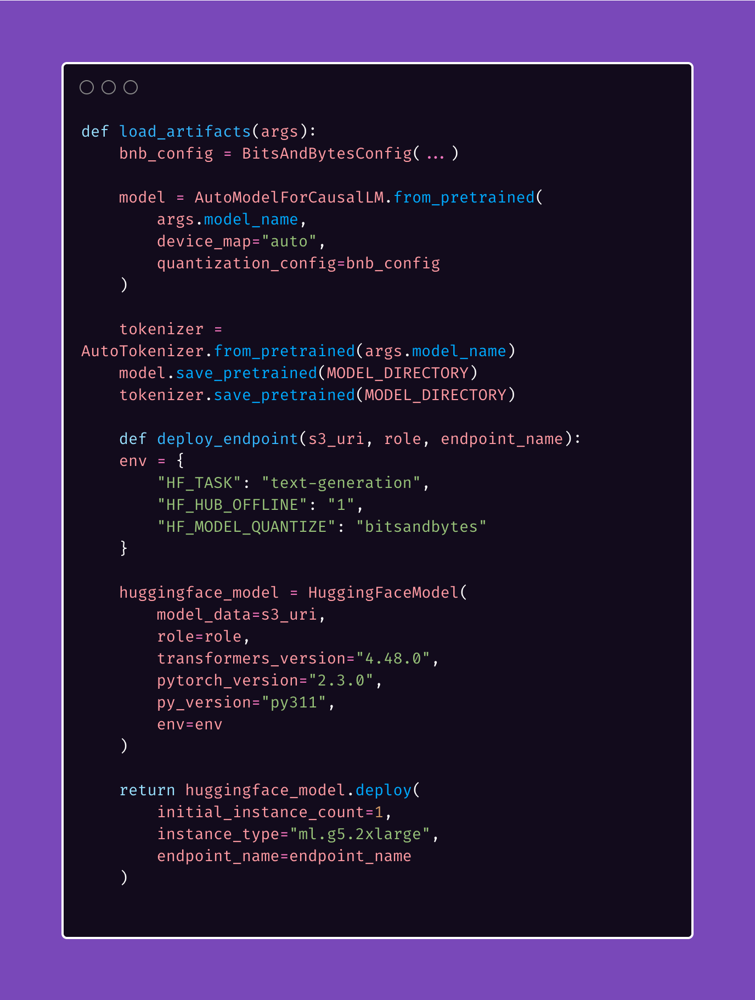 def load_artifacts(args):
    bnb_config = BitsAndBytesConfig(...)

    model = AutoModelForCausalLM.from_pretrained(
        args.model_name,
        device_map="auto",
        quantization_config=bnb_config
    )

    tokenizer =
AutoTokenizer.from_pretrained(args.model_name)
    model.save_pretrained(MODEL_DIRECTORY)
    tokenizer.save_pretrained(MODEL_DIRECTORY)

    def deploy_endpoint(s3_uri, role, endpoint_name):
    env = {
        "HF_TASK": "text-generation",
        "HF_HUB_OFFLINE": "1",
        "HF_MODEL_QUANTIZE": "bitsandbytes"
    }

    huggingface_model = HuggingFaceModel(
        model_data=s3_uri,
        role=role,
        transformers_version="4.48.0",
        pytorch_version="2.3.0",
        py_version="py311",
        env=env
    )

    return huggingface_model.deploy(
        initial_instance_count=1,
        instance_type="ml.g5.2xlarge",
        endpoint_name=endpoint_name
    )